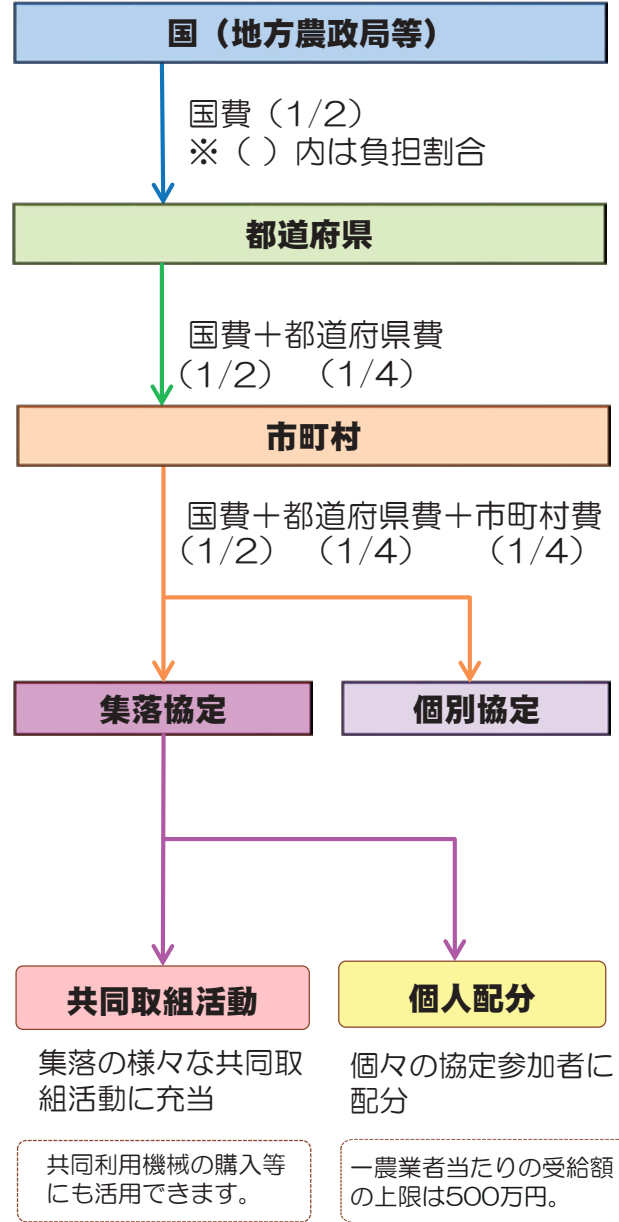 国（地方農政局等）
国費（1/2）
※（ ）内は負担割合
都道府県
国費＋都道府県費
（1/2）　（1/4）
市町村
国費＋都道府県費＋市町村費
（1/2）　（1/4）　　（1/4）
集落協定
個別協定
共同取組活動
個人配分
集落の様々な共同取
組活動に充当
個々の協定参加者に
配分
共同利用機械の購入等
にも活用できます。
一農業者当たりの受給額
の上限は500万円。